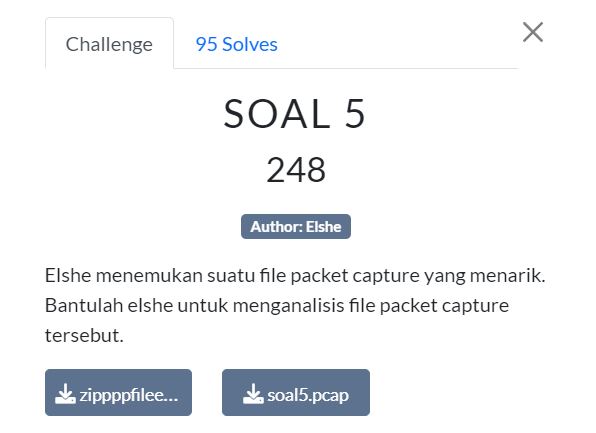 Challenge
95 Solves
SOAL 5
248
Author: Elshe
Elshe menemukan suatu file packet capture yang menarik.
Bantulah elshe untuk menganalisis file packet capture
tersebut.
zippppfilee...
soal5.pcap